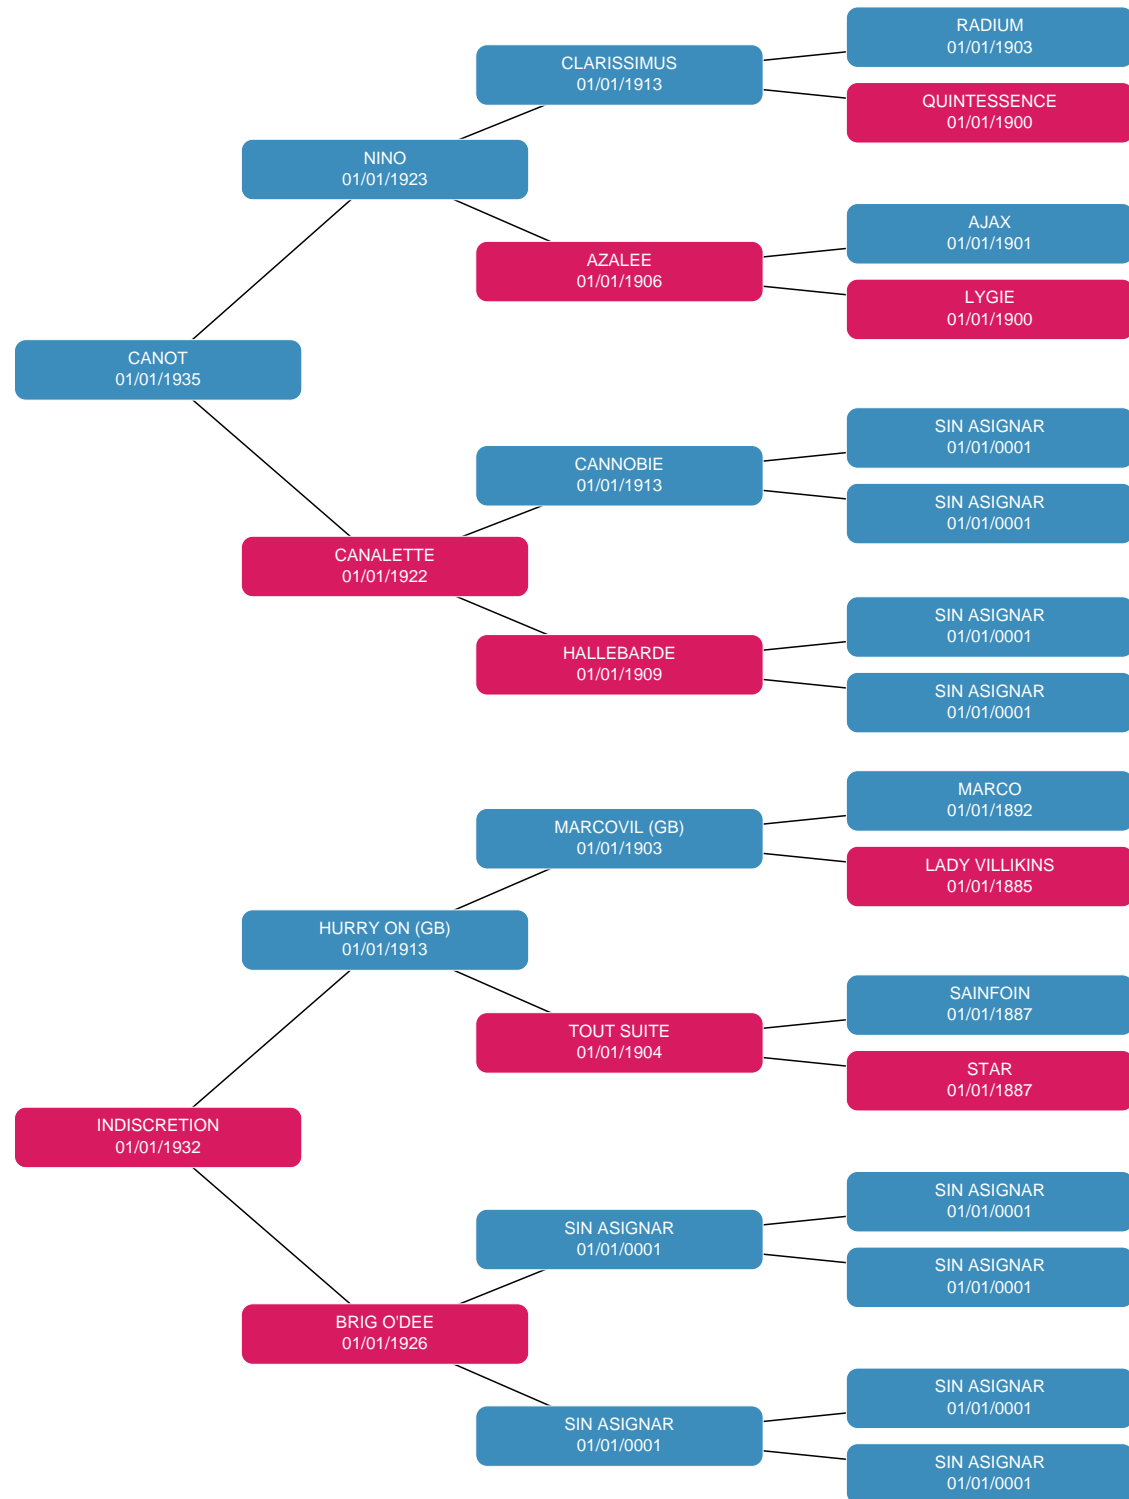 RADIUM
01/01/1903
CLARISSIMUS
01/01/1913
QUINTESSENCE
01/01/1900
NINO
01/01/1923
AJAX
01/01/1901
AZALEE
01/01/1906
LYGIE
01/01/1900
CANOT
01/01/1935
SIN ASIGNAR
01/01/0001
CANNOBIE
01/01/1913
SIN ASIGNAR
01/01/0001
CANALETTE
01/01/1922
SIN ASIGNAR
01/01/0001
HALLEBARDE
01/01/1909
SIN ASIGNAR
01/01/0001
MARCO
01/01/1892
MARCOVIL (GB)
01/01/1903
LADY VILLIKINS
01/01/1885
HURRY ON (GB)
01/01/1913
SAINFOIN
01/01/1887
TOUT SUITE
01/01/1904
STAR
01/01/1887
INDISCRETION
01/01/1932
SIN ASIGNAR
01/01/0001
SIN ASIGNAR
01/01/0001
SIN ASIGNAR
01/01/0001
BRIG O'DEE
01/01/1926
SIN ASIGNAR
01/01/0001
SIN ASIGNAR
01/01/0001
SIN ASIGNAR
01/01/0001